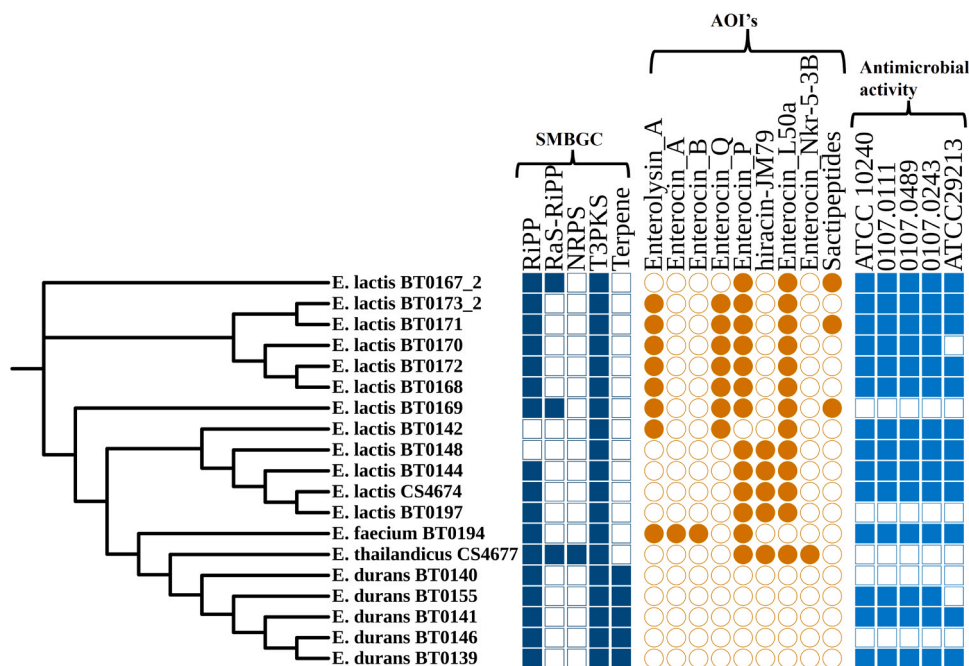 AOI's
Antimicrobial
activity
SMBGC
RiPP
RaS-RiPP
NRPS
T3PKS
Terpene
Enterolysin_A
Enterocin_A
Enterocin_B
Enterocin_Q
Enterocin_P
hiracin-JM79
Enterocin_L50a
Enterocin_Nkr-5-3B
Sactipeptides
ATCC 10240
0107.0111
0107.0489
0107.0243
ATCC29213
E. lactis BT0167_2
E. lactis BT0173_2
E. lactis BT0171
E. lactis BT0170
E. lactis BT0172
E. lactis BT0168
E. lactis BT0169
E. lactis BT0142
E. lactis BT0148
E. lactis BT0144
E. lactis CS4674
E. lactis BT0197
E. faecium BT0194
E. thailandicus CS4677
E. durans BT0140
E. durans BT0155
E. durans BT0141
E. durans BT0146
E. durans BT0139